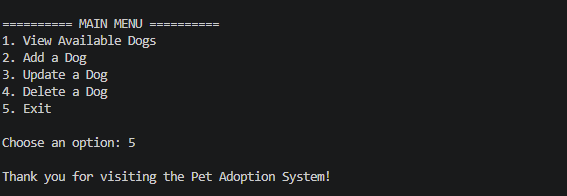 ========== MAIN MENU ==========
1. View Available Dogs
2. Add a Dog
3. Update a Dog
4. Delete a Dog
5. Exit
Choose an option: 5
Thank you for visiting the Pet Adoption System!